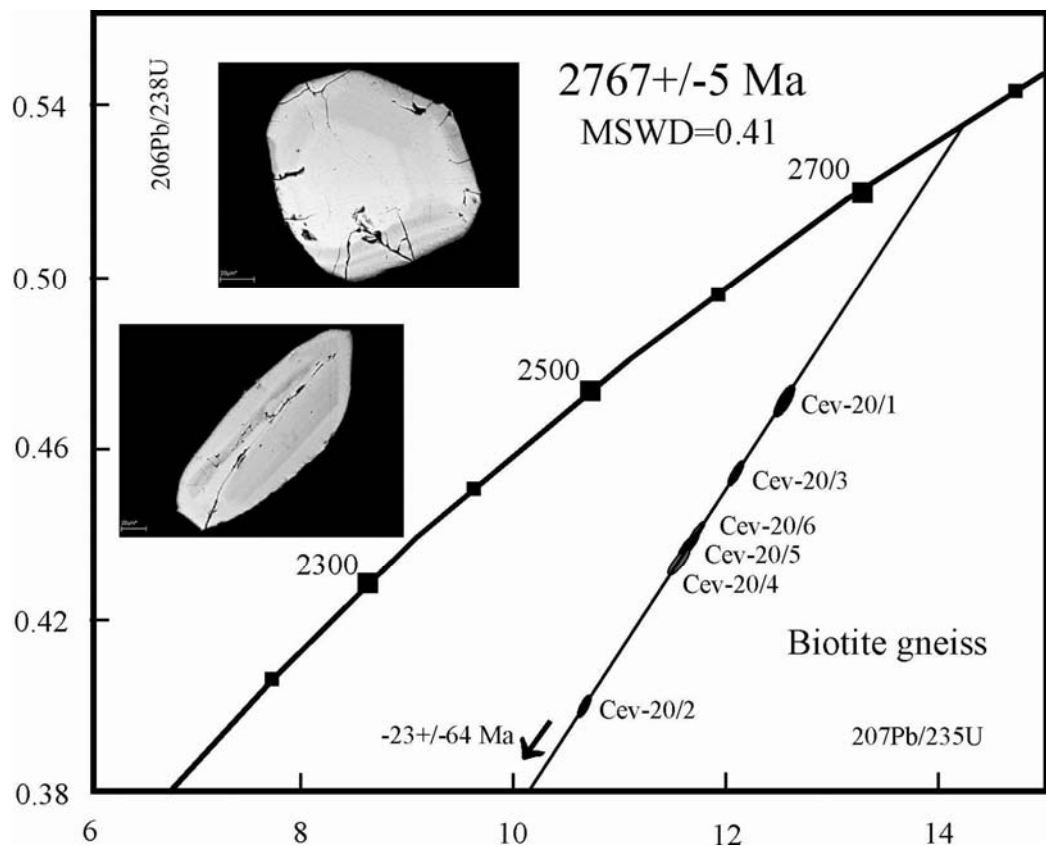 206Pb/238U
2767+/-5 Ma
MSWD=0.41
0.54
0.50
0.46
0.42
0.38
2700
2500
2300
Cev-20/1
Cev-20/3
Cev-20/6
Cev-20/5
Cev-20/4
Biotite gneiss
Cev-20/2
-23+/-64 Ma
207Pb/235U
6
8
10
12
14